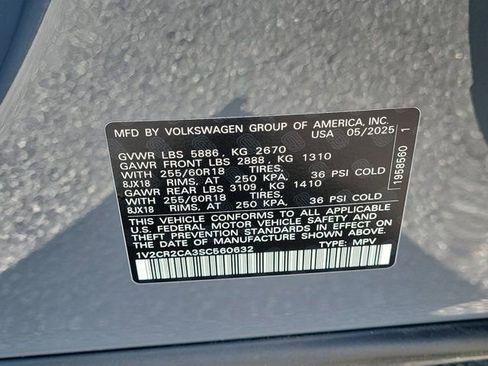 MFD BY VOLKSWAGEN GROUP OF AMERICA, INC.
USA 05/2025
GVWR LBS 5886, KG 2670
GAWR FRONT LBS 2888, KG 1310
WITH 255/60R18 TIRES,
8JX18 RIMS, AT 250 KPA, 36 PSI COLD
GAWR REAR LBS 3109, KG 1410
WITH 255/60R18 TIRES,
8JX18 RIMS, AT 250 KPA, 36 PSI COLD
THIS VEHICLE CONFORMS TO ALL APPLICABLE
U.S. FEDERAL MOTOR VEHICLE SAFETY AND
THEFT PREVENTION STANDARDS IN EFFECT ON
THE DATE OF MANUFACTURE SHOWN ABOVE.
1V2CR2CA3SC560632 TYPE: MPV
1958560 1